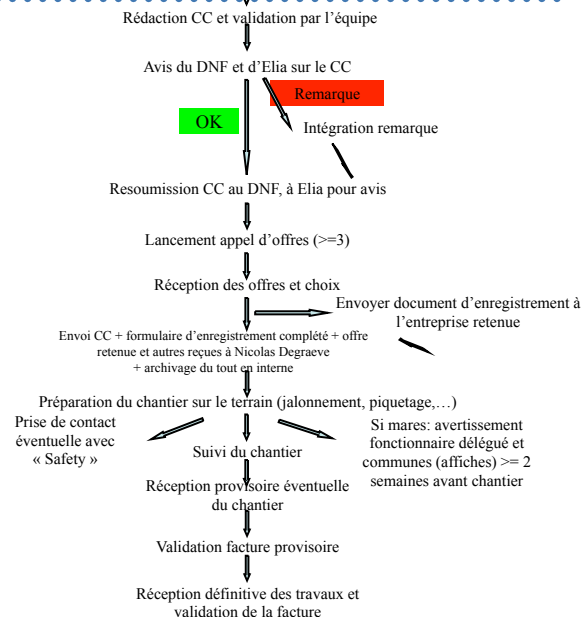 Rédaction CC et validation par l'équipe
Avis du DNF et d'Elia sur le CC
Remarque
OK
Intégration remarque
Resoumission CC au DNF, à Elia pour avis
Lancement appel d'offres (>=3)
Réception des offres et choix
Envoyer document d'enregistrement à
l'entreprise retenue
Envoi CC + formulaire d'enregistrement complété + offre
retenue et autres reçues à Nicolas Degraeve
+ archivage du tout en interne
Préparation du chantier sur le terrain (jalonnement, piquetage,…)
Prise de contact
éventuelle avec
« Safety »
Suivi du chantier
Si mares: avertissement
fonctionnaire délégué et
communes (affiches) >= 2
semaines avant chantier
Réception provisoire éventuelle
du chantier
Validation facture provisoire
Réception définitive des travaux et
validation de la facture